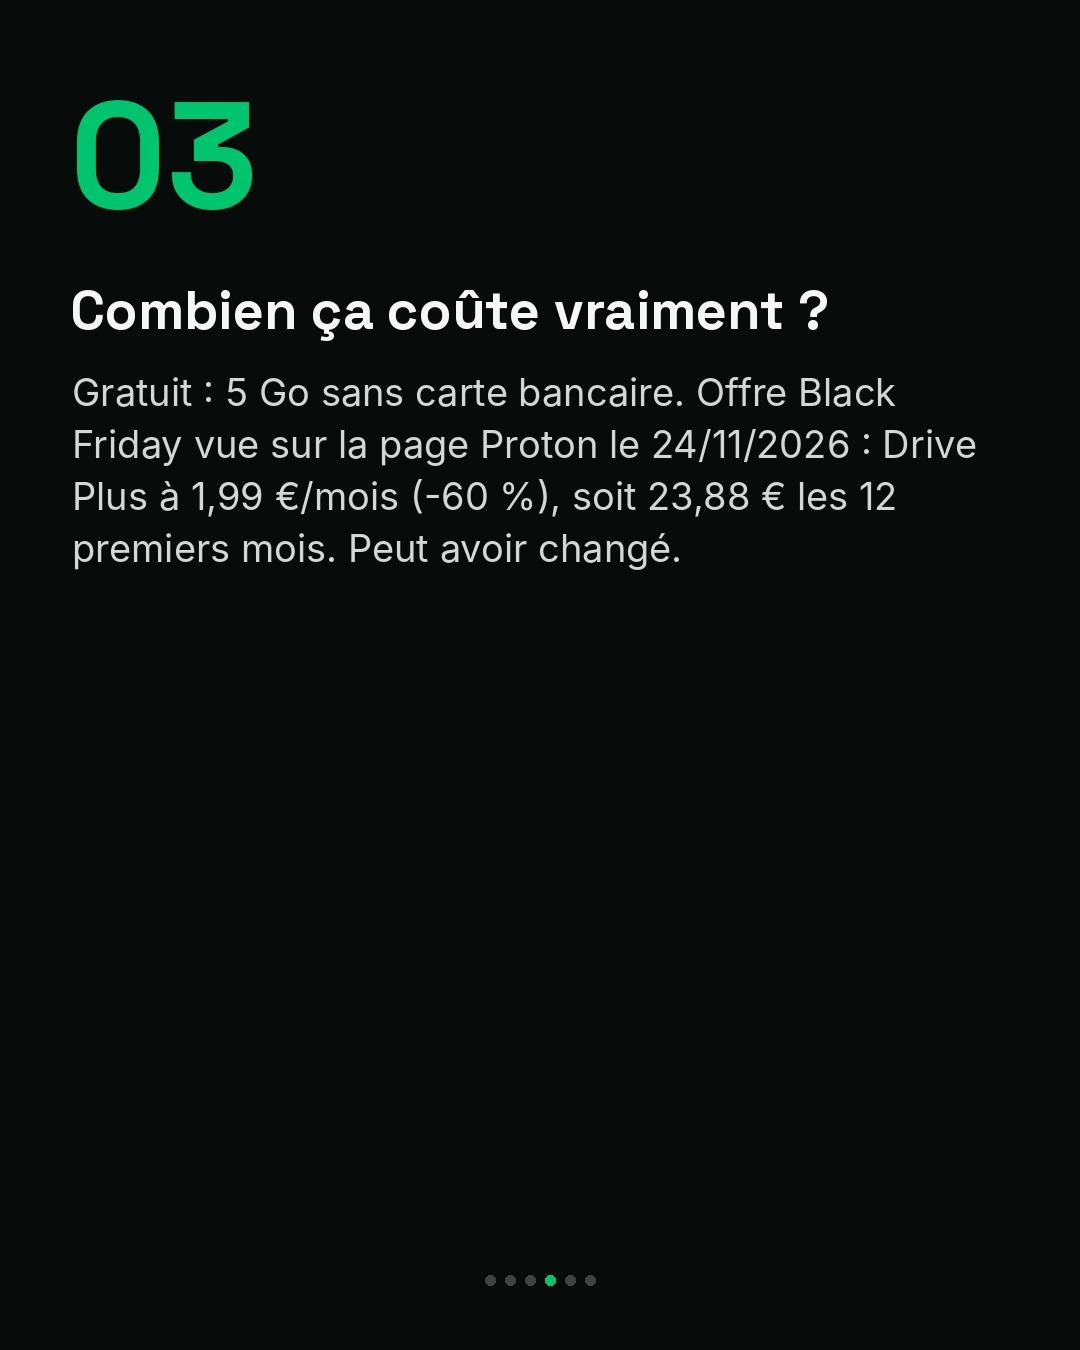 03
Combien ça coûte vraiment ?
Gratuit : 5 Go sans carte bancaire. Offre Black
Friday vue sur la page Proton le 24/11/2026 : Drive
Plus à 1,99 €/mois (-60 %), soit 23,88 € les 12
premiers mois. Peut avoir changé.